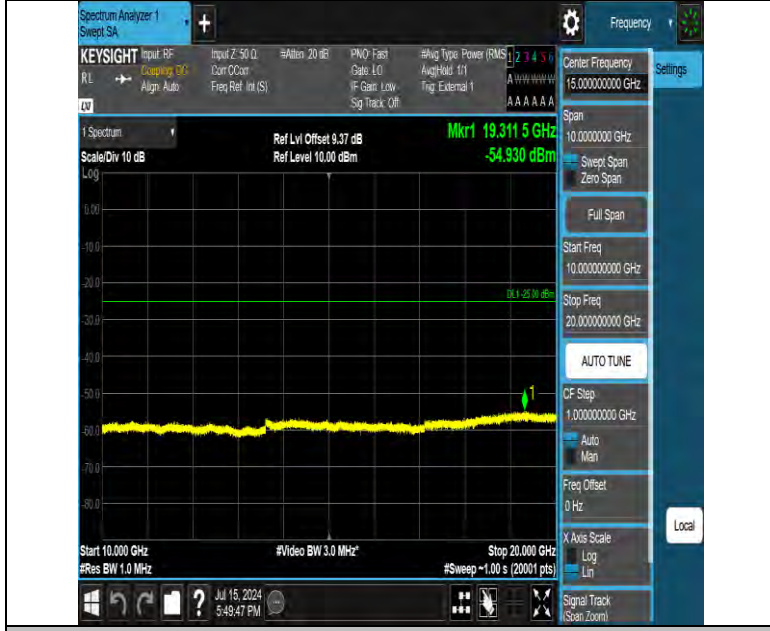 Spectrum Analyzer 1
Swept SA
+
Frequency
KEYSIGHT
RL
LXI
Input: RF
Coupling: DC
Align: Auto
Input Z: 50 Ω
Corr CCorr
Freq Ref: Int (S)
#Atten: 20 dB
PNO: Fast
Gate: LO
IF Gain: Low
Sig Track: Off
#Avg Type: Power (RMS
Avg|Hold: 1/1
Trig: External 1
1 2 3 4 5 6
A W W W W W
A A A A A A
1 Spectrum
Scale/Div 10 dB
Log
Ref Lvl Offset 9.37 dB
Ref Level 10.00 dBm
Mkr1 19.311 5 GHz
-54.930 dBm
0.00
-10.0
-20.0
-30.0
-40.0
-50.0
-60.0
-70.0
-80.0
DL1 -25.00 dBm
1
Start 10.000 GHz
#Res BW 1.0 MHz
#Video BW 3.0 MHz*
Stop 20.000 GHz
#Sweep ~1.00 s (20001 pts)
Center Frequency
15.000000000 GHz
Settings
Span
10.0000000 GHz
Swept Span
Zero Span
Full Span
Start Freq
10.000000000 GHz
Stop Freq
20.000000000 GHz
AUTO TUNE
CF Step
1.000000000 GHz
Auto
Man
Freq Offset
0 Hz
X Axis Scale
Log
Lin
Local
Signal Track
(Span Zoom)
?
Jul 15, 2024
5:49:47 PM